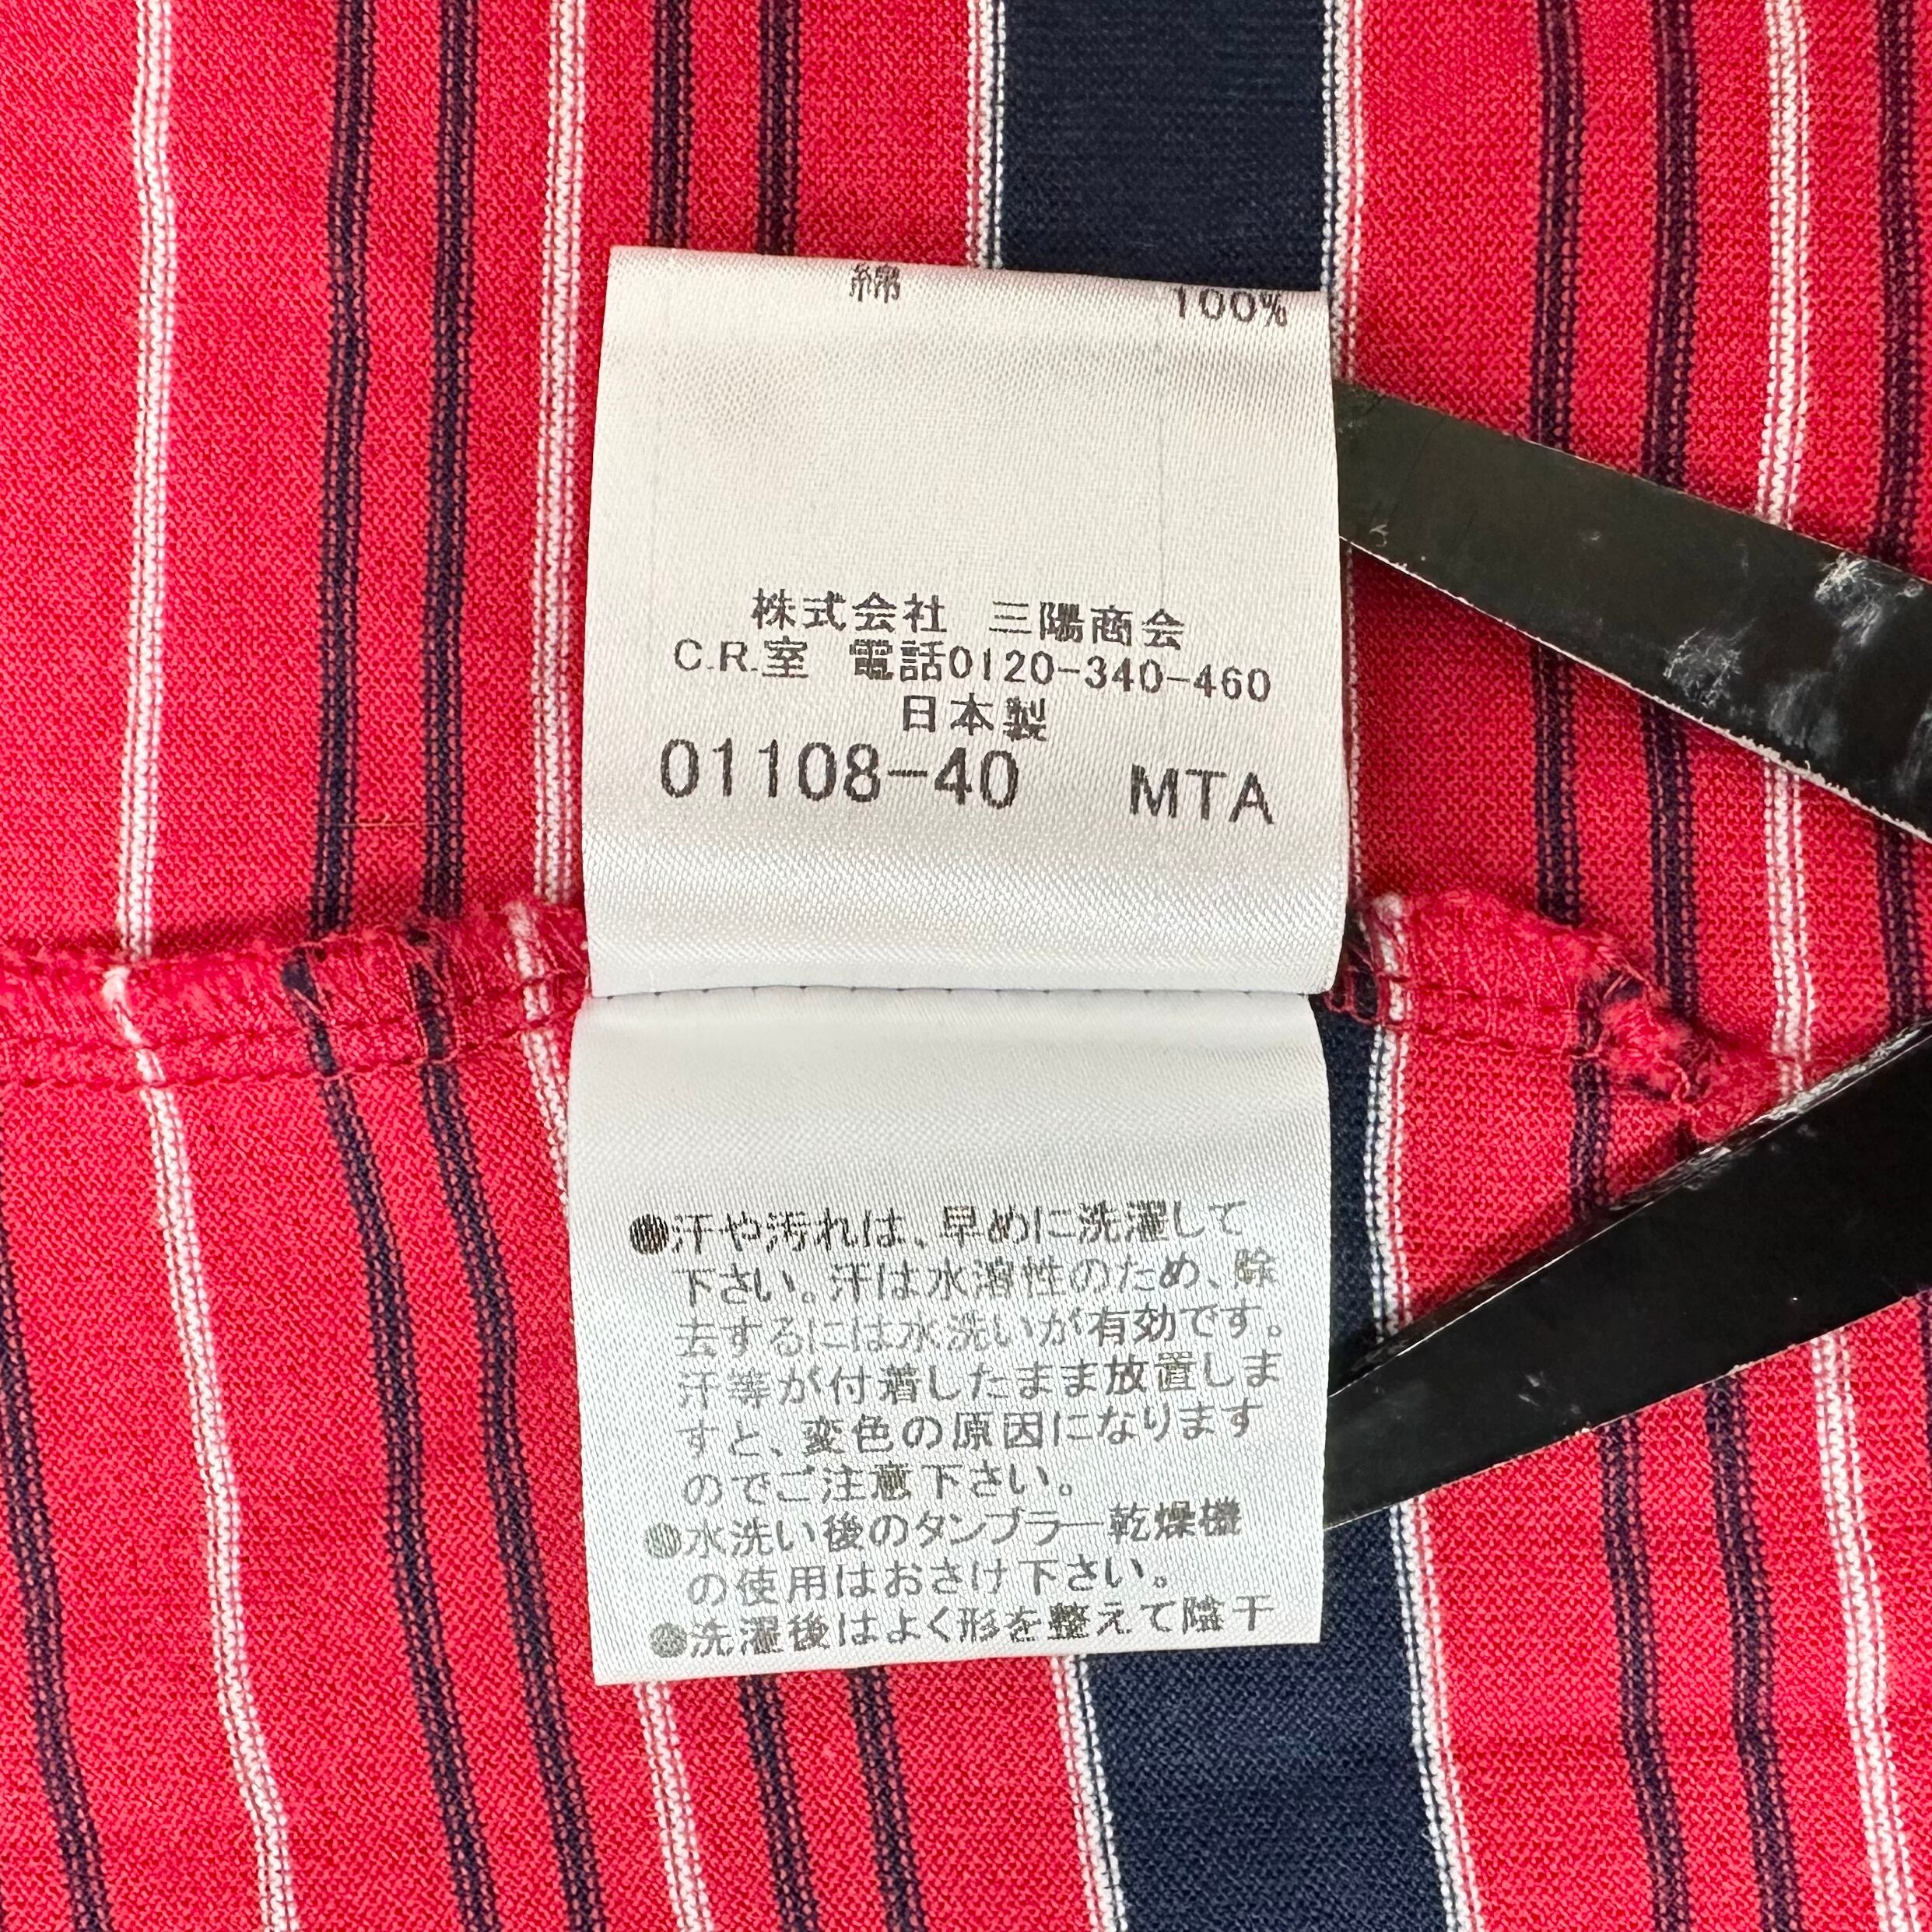 綿 100%
株式会社 三陽商会
C.R.室 電話0120-340-460
日本製
01108-40 MTA
●汗や汚れは、早めに洗濯して
下さい。汗は水溶性のため、除
去するには水洗いが有効です。
汗等が付着したまま放置しま
すと、変色の原因になります
のでご注意下さい。
●水洗い後のタンブラー乾燥機
の使用はおさけ下さい。
●洗濯後はよく形を整えて陰干